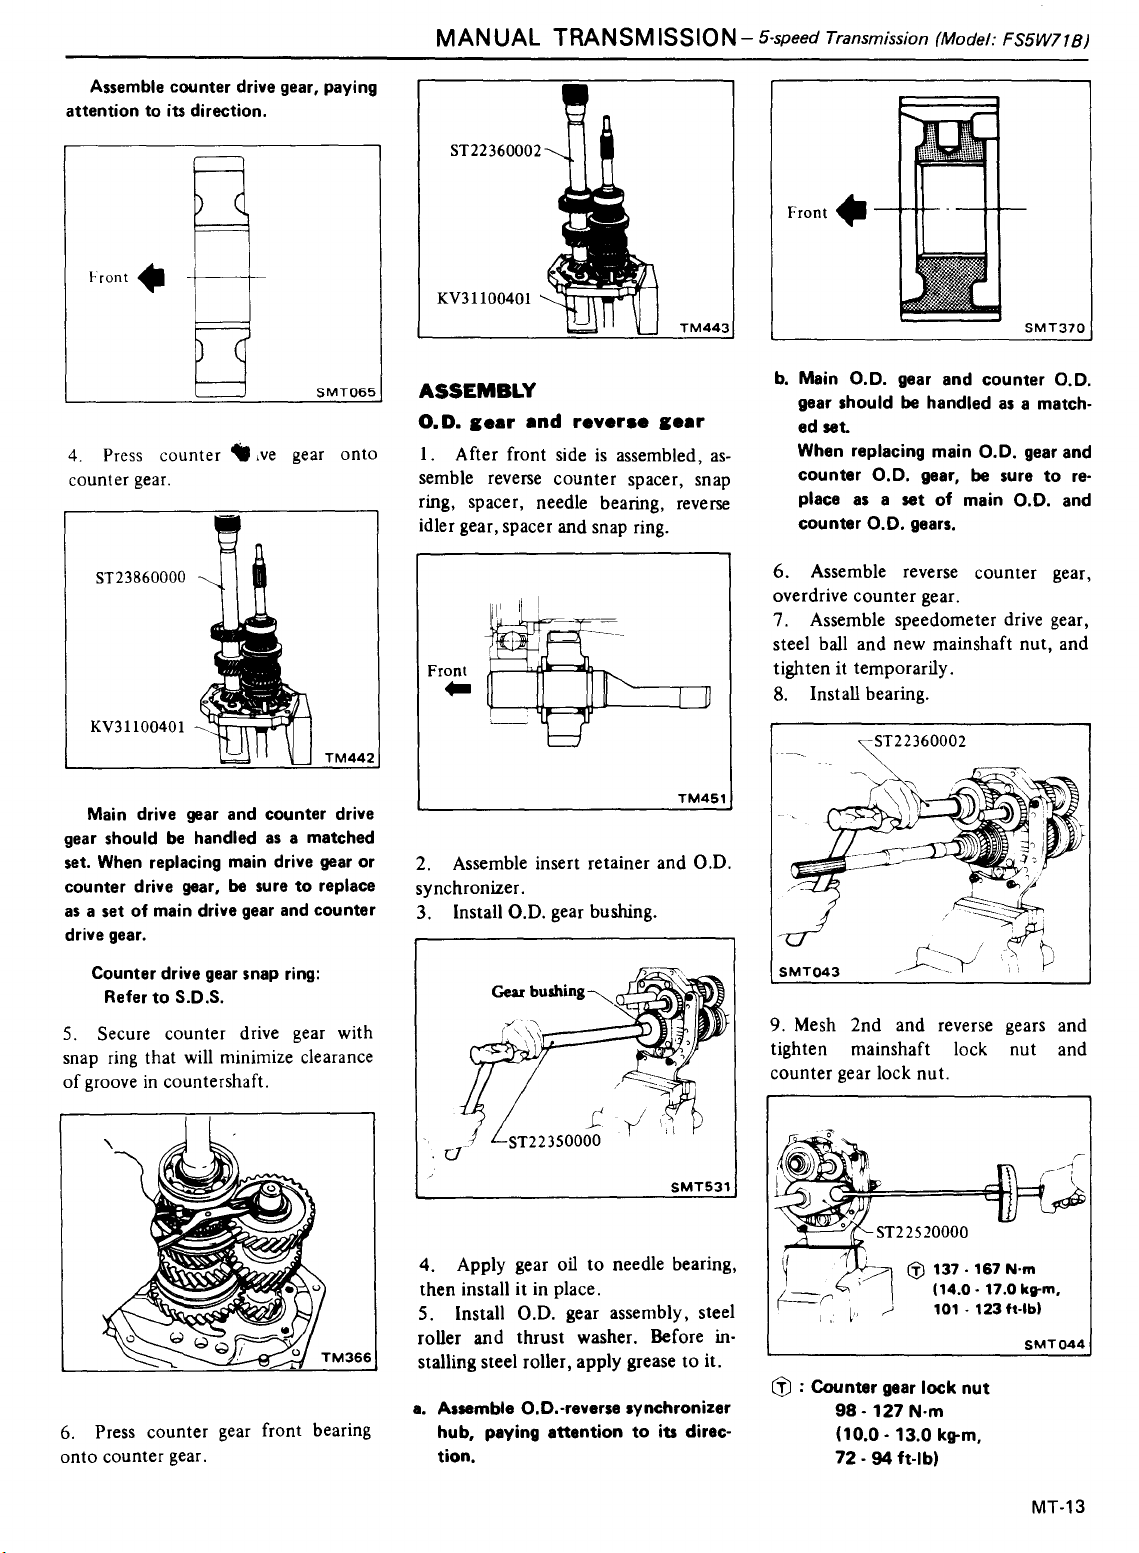 MANUAL TRANSMISSION – 5-speed Transmission (Model: FS5W71B)
Assemble counter drive gear, paying
attention to its direction.
Front
SMT065
4. Press counter ive gear onto
counter gear.
ST23860000
KV31100401
TM442
Main drive gear and counter drive
gear should be handled as a matched
set. When replacing main drive gear or
counter drive gear, be sure to replace
as a set of main drive gear and counter
drive gear.
Counter drive gear snap ring:
Refer to S.D.S.
5. Secure counter drive gear with
snap ring that will minimize clearance
of groove in countershaft.
TM366
6. Press counter gear front bearing
onto counter gear.
ST22360002
KV31100401
TM443
ASSEMBLY
O.D. gear and reverse gear
1. After front side is assembled, as-
semble reverse counter spacer, snap
ring, spacer, needle bearing, reverse
idler gear, spacer and snap ring.
Front
TM451
2. Assemble insert retainer and O.D.
synchronizer.
3. Install O.D. gear bushing.
Gear bushing
ST22350000
SMT531
4. Apply gear oil to needle bearing,
then install it in place.
5. Install O.D. gear assembly, steel
roller and thrust washer. Before in-
stalling steel roller, apply grease to it.
a. Assemble O.D.-reverse synchronizer
hub, paying attention to its direc-
tion.
Front
SMT370
b. Main O.D. gear and counter O.D.
gear should be handled as a match-
ed set.
When replacing main O.D. gear and
counter O.D. gear, be sure to re-
place as a set of main O.D. and
counter O.D. gears.
6. Assemble reverse counter gear,
overdrive counter gear.
7. Assemble speedometer drive gear,
steel ball and new mainshaft nut, and
tighten it temporarily.
8. Install bearing.
ST22360002
SMT043
9. Mesh 2nd and reverse gears and
tighten mainshaft lock nut and
counter gear lock nut.
ST22520000
Ⓣ 137 - 167 N·m
(14.0 - 17.0 kg-m,
101 - 123 ft-lb)
SMT044
Ⓣ : Counter gear lock nut
98 - 127 N·m
(10.0 - 13.0 kg-m,
72 - 94 ft-lb)
MT-13